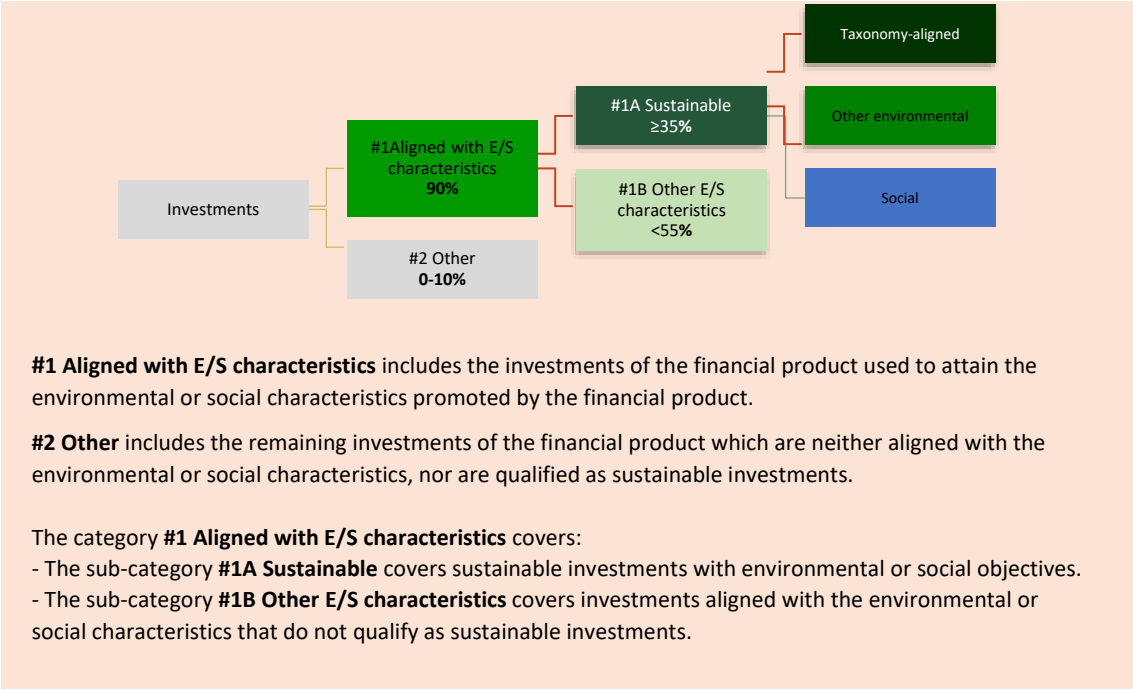 Taxonomy-aligned
#1A Sustainable
≥35%
Other environmental
#1Aligned with E/S
characteristics
90%
#1B Other E/S
characteristics
<55%
Social
Investments
#2 Other
0-10%
#1 Aligned with E/S characteristics includes the investments of the financial product used to attain the
environmental or social characteristics promoted by the financial product.
#2 Other includes the remaining investments of the financial product which are neither aligned with the
environmental or social characteristics, nor are qualified as sustainable investments.
The category #1 Aligned with E/S characteristics covers:
- The sub-category #1A Sustainable covers sustainable investments with environmental or social objectives.
- The sub-category #1B Other E/S characteristics covers investments aligned with the environmental or
social characteristics that do not qualify as sustainable investments.